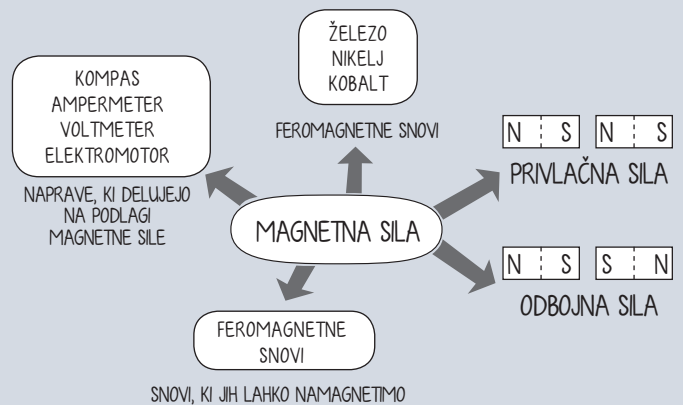 ŽELEZO
NIKELJ
KOBALT
FEROMAGNETNE SNOVI
KOMPAS
AMPERMETER
VOLTMETER
ELEKTROMOTOR
NAPRAVE, KI DELUJEJO
NA PODLAGI
MAGNETNE SILE
MAGNETNA SILA
N S N S
PRIVLAČNA SILA
N S S N
ODBOJNA SILA
FEROMAGNETNE
SNOVI
SNOVI, KI JIH LAHKO NAMAGNETIMO